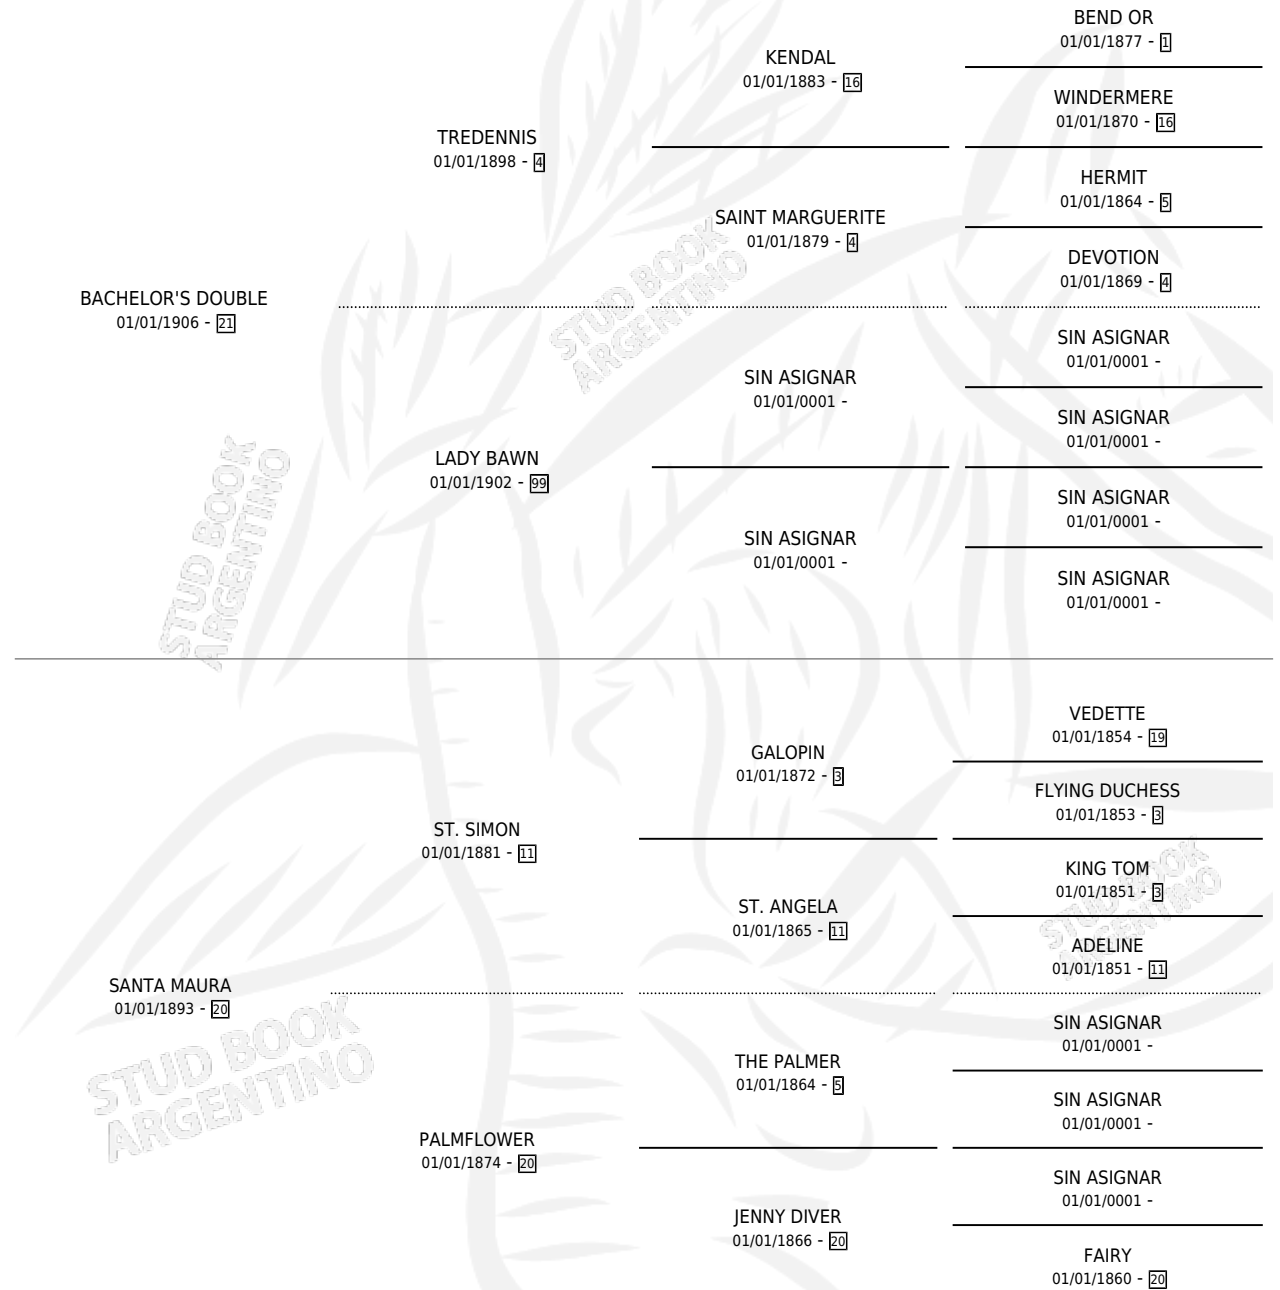 BEND OR
01/01/1877 - 1
KENDAL
01/01/1883 - 16
WINDERMERE
01/01/1870 - 16
TREDENNIS
01/01/1898 - 4
HERMIT
01/01/1864 - 5
SAINT MARGUERITE
01/01/1879 - 4
DEVOTION
01/01/1869 - 4
BACHELOR'S DOUBLE
01/01/1906 - 21
SIN ASIGNAR
01/01/0001 -
SIN ASIGNAR
01/01/0001 -
SIN ASIGNAR
01/01/0001 -
LADY BAWN
01/01/1902 - 99
SIN ASIGNAR
01/01/0001 -
SIN ASIGNAR
01/01/0001 -
SIN ASIGNAR
01/01/0001 -
STUD BOOK
ARGENTINO
STUD BOOK
ARGENTINO
VEDETTE
01/01/1854 - 19
GALOPIN
01/01/1872 - 3
FLYING DUCHESS
01/01/1853 - 3
ST. SIMON
01/01/1881 - 11
KING TOM
01/01/1851 - 3
ST. ANGELA
01/01/1865 - 11
ADELINE
01/01/1851 - 11
SANTA MAURA
01/01/1893 - 20
SIN ASIGNAR
01/01/0001 -
THE PALMER
01/01/1864 - 5
SIN ASIGNAR
01/01/0001 -
PALMFLOWER
01/01/1874 - 20
SIN ASIGNAR
01/01/0001 -
JENNY DIVER
01/01/1866 - 20
FAIRY
01/01/1860 - 20
STUD BOOK
ARGENTINO
STUD BOOK
ARGENTINO